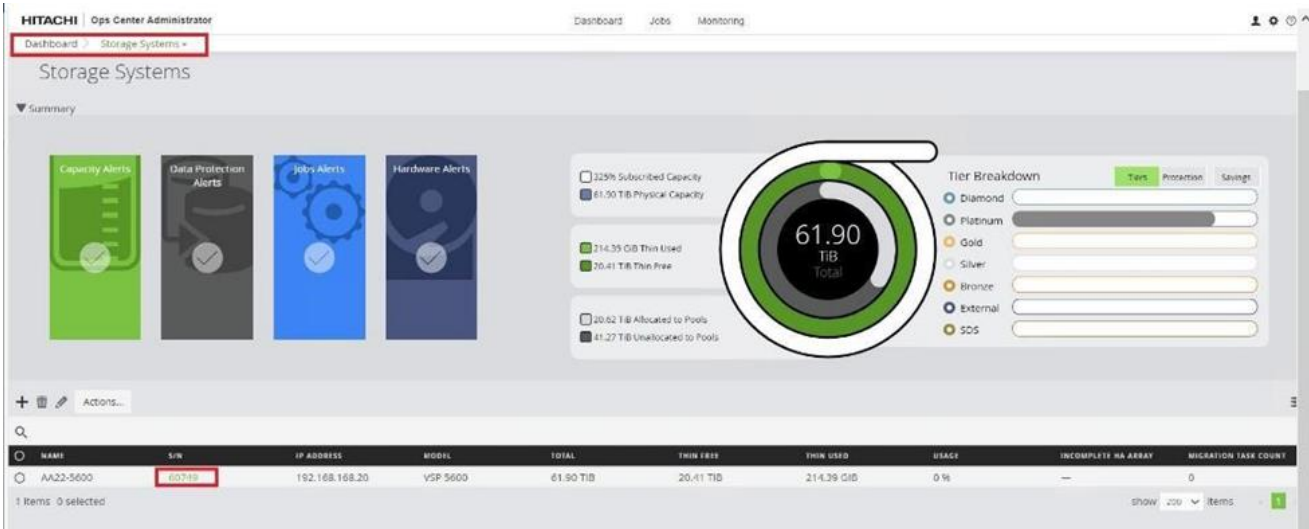 HITACHI Ops Center Administrator Dashboard Jobs Monitoring
Dashboard Storage Systems
Storage Systems
Summary
Capacity Alerts
Data Protection Alerts
Jobs Alerts
Hardware Alerts
325% Subscribed Capacity
61.90 TiB Physical Capacity
214.39 GiB Thin Used
20.41 TiB Thin Free
20.62 TiB Allocated to Pools
41.27 TiB Unallocated to Pools
61.90
TiB
Total
Tier Breakdown Tiers Protection Savings
Diamond
Platinum
Gold
Silver
Bronze
External
SDS
Actions...
NAME S/N IP ADDRESS MODEL TOTAL THIN FREE THIN USED USAGE INCOMPLETE HA ARRAY MIGRATION TASK COUNT
AA22-5600 60749 192.168.168.20 VSP 5600 61.90 TIB 20.41 TIB 214.39 GIB 0 % — 0
1 Items 0 selected show 200 Items 1